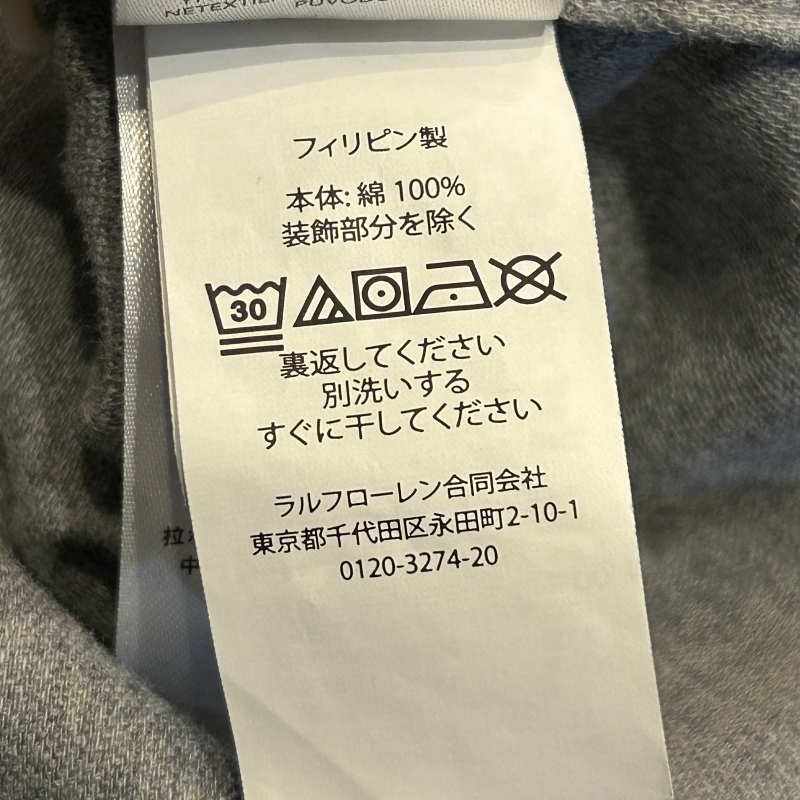 フィリピン製
本体: 綿 100%
装飾部分を除く
30
裏返してください
別洗いする
すぐに干してください
ラルフローレン合同会社
東京都千代田区永田町2-10-1
0120-3274-20
拉
中